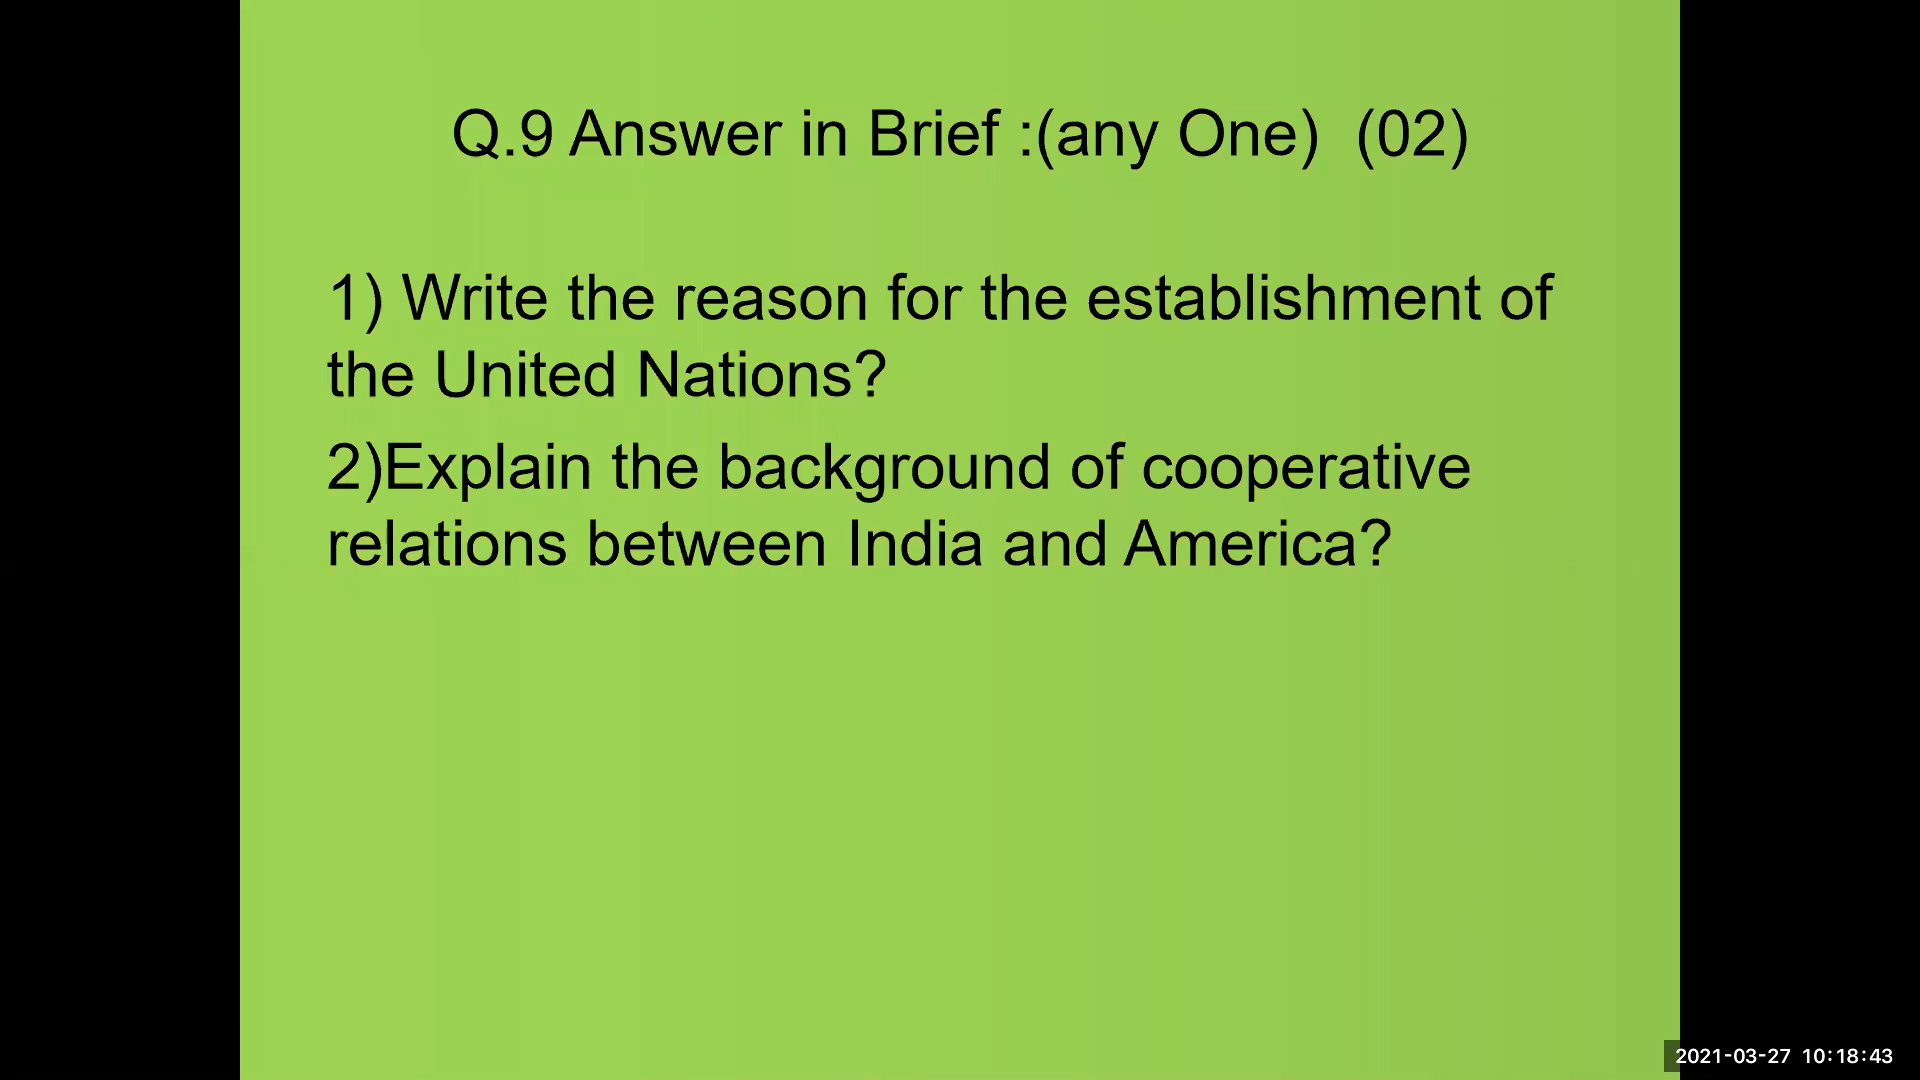 Q.9 Answer in Brief :(any One)  (02)
1) Write the reason for the establishment of
the United Nations?
2)Explain the background of cooperative
relations between India and America?
2021-03-27 10:18:43